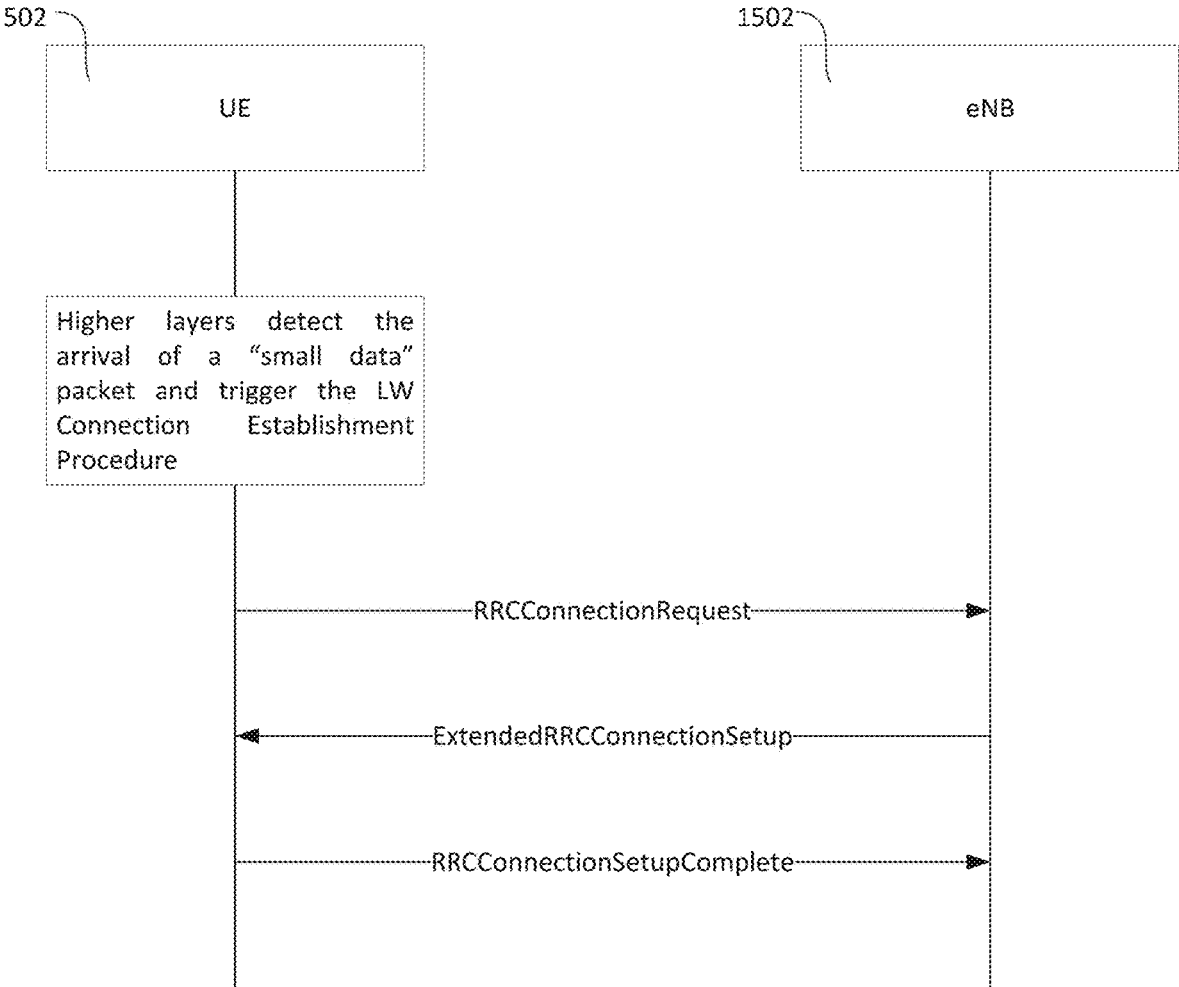 502
1502
UE
eNB
Higher layers detect the
arrival of a “small data”
packet and trigger the LW
Connection Establishment
Procedure
RRCConnectionRequest
ExtendedRRCConnectionSetup
RRCConnectionSetupComplete